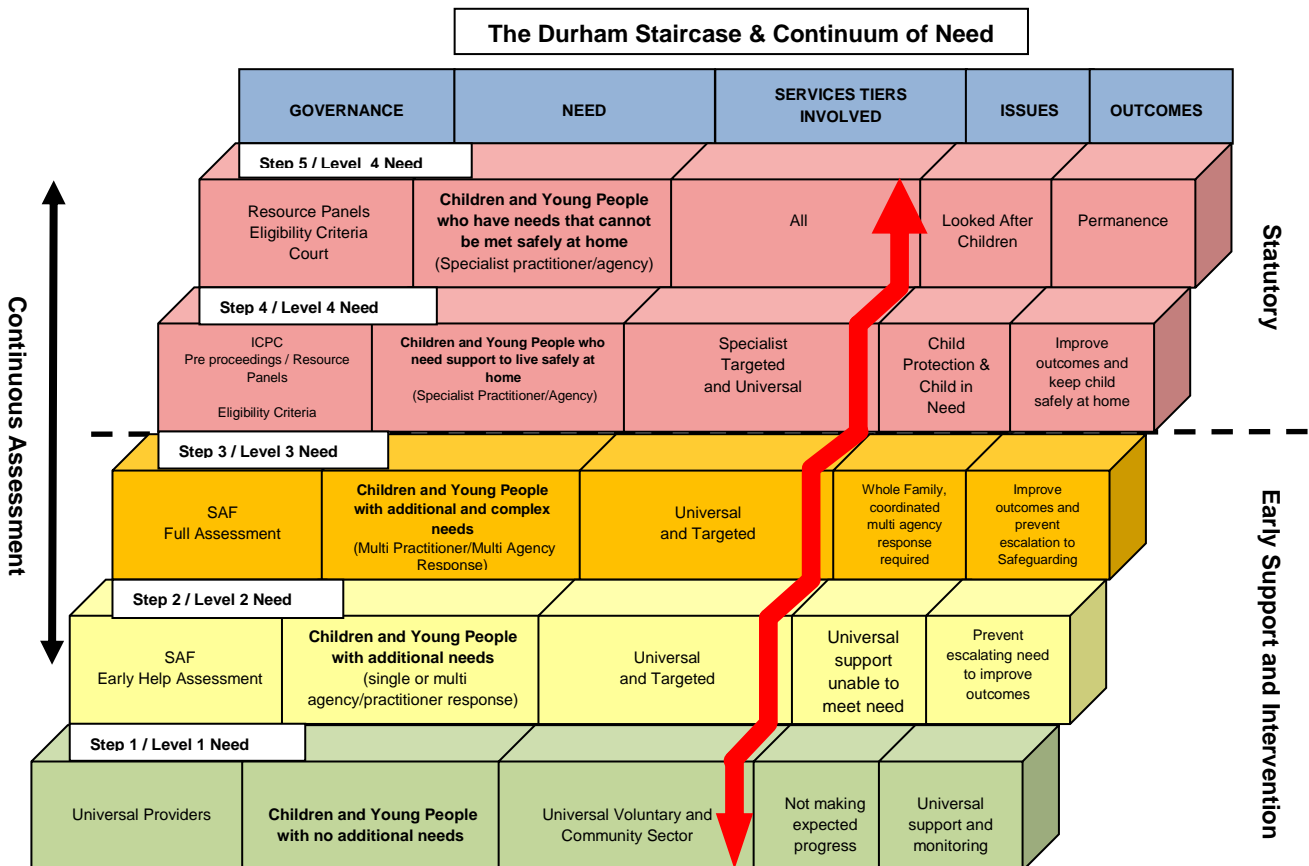 The Durham Staircase & Continuum of Need
GOVERNANCE
NEED
SERVICES TIERS
INVOLVED
ISSUES
OUTCOMES
Step 5 / Level 4 Need
Resource Panels
Eligibility Criteria
Court
Children and Young People
who have needs that cannot
be met safely at home
(Specialist practitioner/agency)
All
Looked After
Children
Permanence
Step 4 / Level 4 Need
ICPC
Pre proceedings / Resource
Panels
Eligibility Criteria
Children and Young People who
need support to live safely at
home
(Specialist Practitioner/Agency)
Specialist
Targeted
and Universal
Child
Protection &
Child in
Need
Improve
outcomes and
keep child
safely at home
Step 3 / Level 3 Need
SAF
Full Assessment
Children and Young People
with additional and complex
needs
(Multi Practitioner/Multi Agency
Response)
Universal
and Targeted
Whole Family,
coordinated
multi agency
response
required
Improve
outcomes and
prevent
escalation to
Safeguarding
Step 2 / Level 2 Need
SAF
Early Help Assessment
Children and Young People
with additional needs
(single or multi
agency/practitioner response)
Universal
and Targeted
Universal
support
unable to
meet need
Prevent
escalating need
to improve
outcomes
Step 1 / Level 1 Need
Universal Providers
Children and Young People
with no additional needs
Universal Voluntary and
Community Sector
Not making
expected
progress
Universal
support and
monitoring
Continuous Assessment
Statutory
Early Support and Intervention